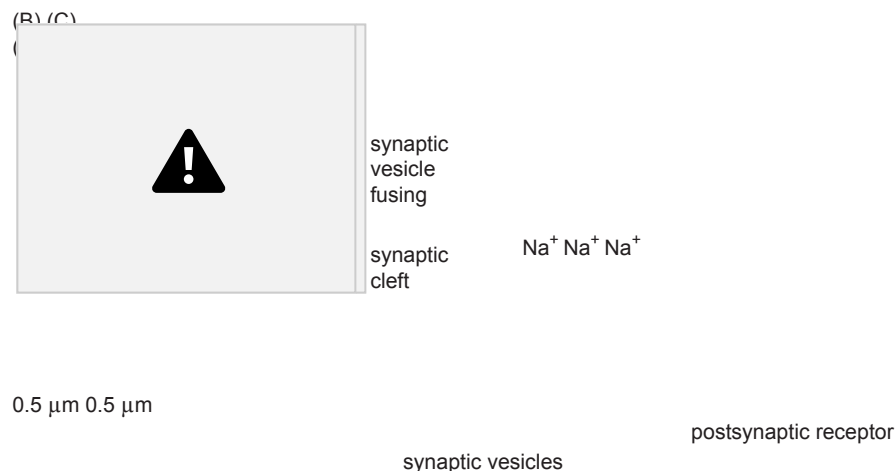 (B) (C)
(
synaptic
vesicle
fusing
Na⁺ Na⁺ Na⁺
synaptic
cleft
0.5 μm 0.5 μm
postsynaptic receptor
synaptic vesicles